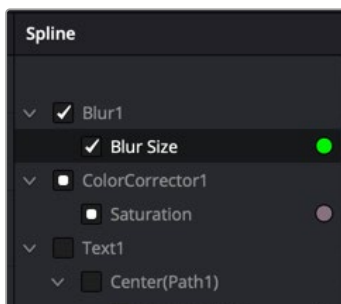 Spline
Blur1
Blur Size
ColorCorrector1
Saturation
Text1
Center(Path1)